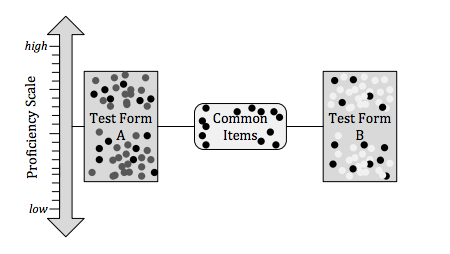 high
Proficiency Scale
low
Test Form
A
Common
Items
Test Form
B